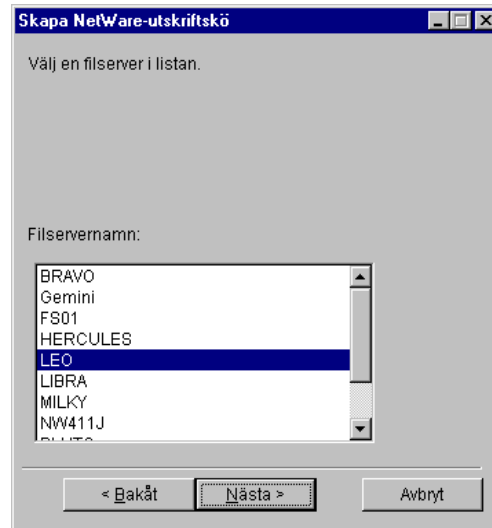 Skapa NetWare-utskriftskö
Välj en filserver i listan.
Filservernamn:
BRAVO
Gemini
FS01
HERCULES
LEO
LIBRA
MILKY
NW411J
< Bakåt
Nästa >
Avbryt